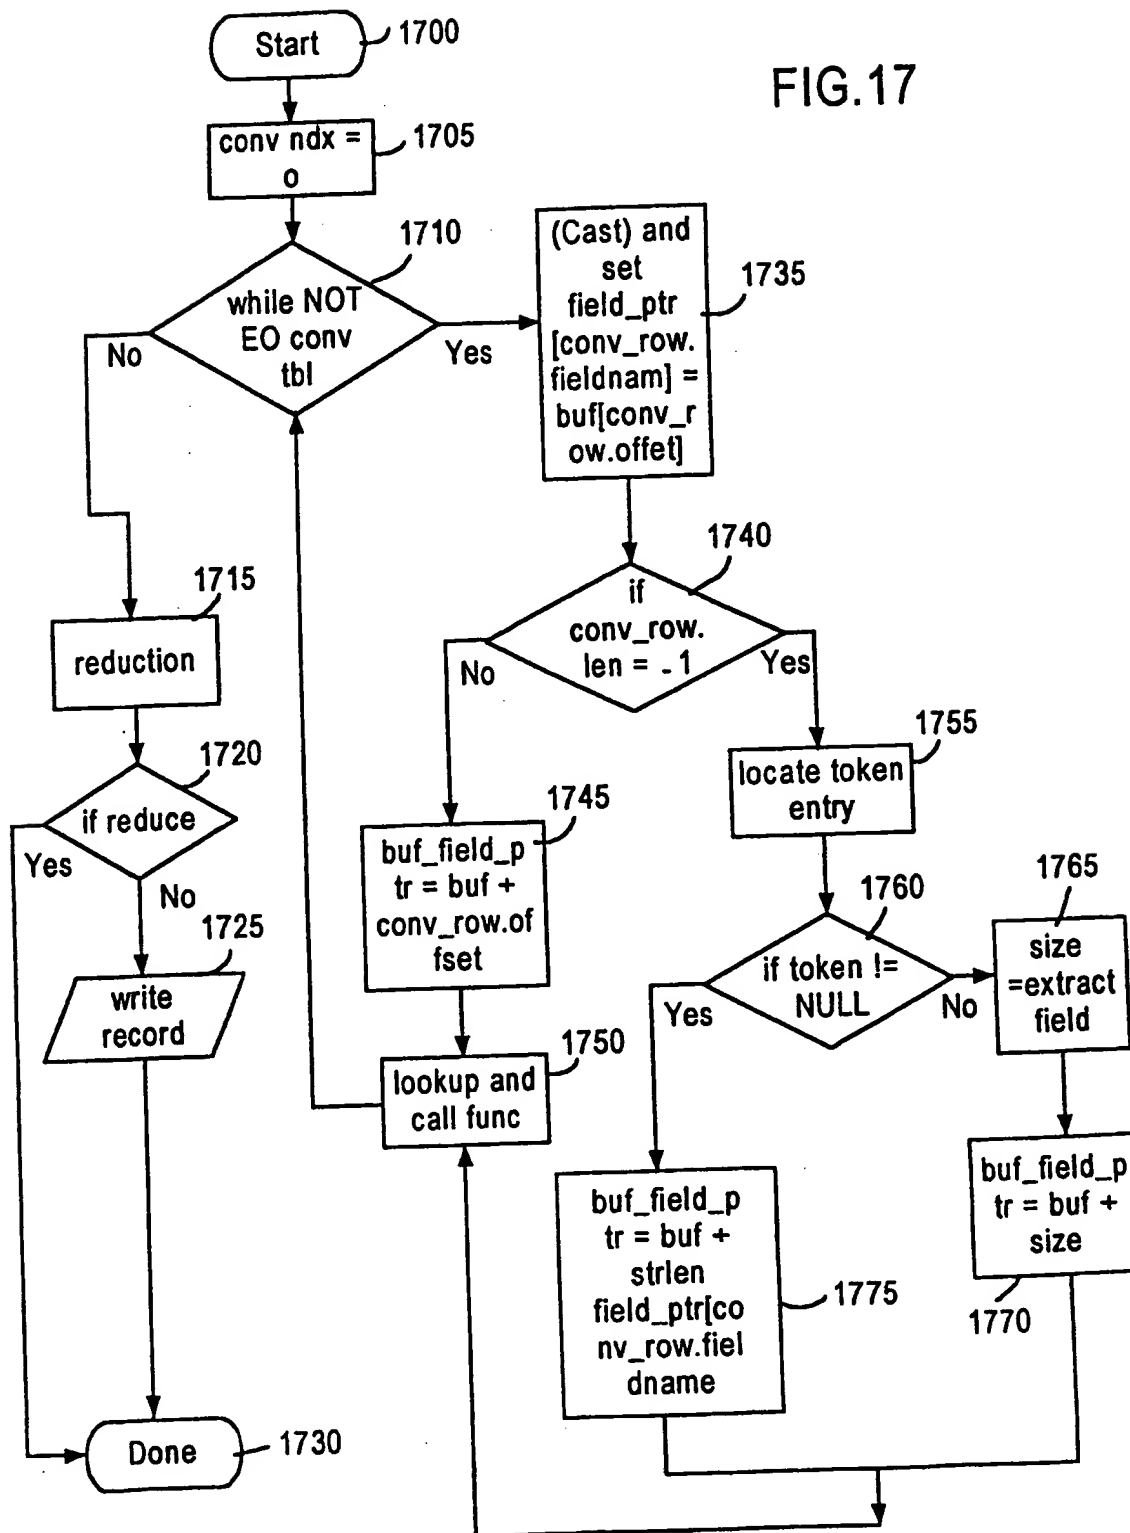 FIG.17
Start
1700
conv ndx =
o
1705
while NOT
EO conv
tbl
1710
No
Yes
(Cast) and
set
field_ptr
[conv_row.
fieldnam] =
buf[conv_r
ow.offet]
1735
if
conv_row.
len = - 1
1740
No
Yes
reduction
1715
if reduce
1720
Yes
No
write
record
1725
Done
1730
buf_field_p
tr = buf +
conv_row.of
fset
1745
lookup and
call func
1750
locate token
entry
1755
if token !=
NULL
1760
Yes
No
size
=extract
field
1765
buf_field_p
tr = buf +
size
1770
buf_field_p
tr = buf +
strlen
field_ptr[co
nv_row.fiel
dname
1775